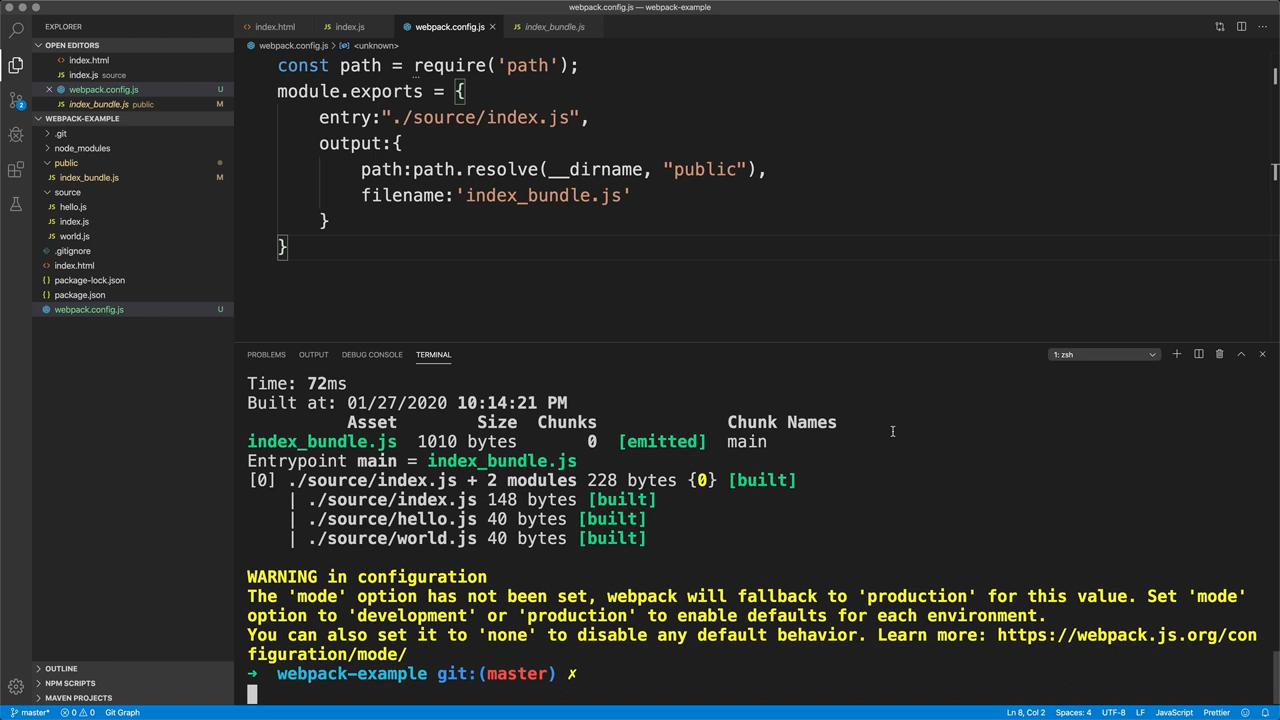 webpack.config.js — webpack-example
EXPLORER
index.html
index.js
webpack.config.js
index_bundle.js
OPEN EDITORS
index.html
index.js source
webpack.config.js U
index_bundle.js public M
WEBPACK-EXAMPLE
.git
node_modules
public
index_bundle.js M
source
hello.js
index.js
world.js
.gitignore
index.html
package-lock.json
package.json
webpack.config.js U
OUTLINE
NPM SCRIPTS
MAVEN PROJECTS
2
webpack.config.js > <unknown>
const path = require('path');
module.exports = {
entry:"./source/index.js",
output:{
path:path.resolve(__dirname, "public"),
filename:'index_bundle.js'
}
}
PROBLEMS OUTPUT DEBUG CONSOLE TERMINAL 1: zsh
Time: 72ms
Built at: 01/27/2020 10:14:21 PM
Asset Size Chunks Chunk Names
index_bundle.js 1010 bytes 0 [emitted] main
Entrypoint main = index_bundle.js
[0] ./source/index.js + 2 modules 228 bytes {0} [built]
| ./source/index.js 148 bytes [built]
| ./source/hello.js 40 bytes [built]
| ./source/world.js 40 bytes [built]
WARNING in configuration
The 'mode' option has not been set, webpack will fallback to 'production' for this value. Set 'mode'
option to 'development' or 'production' to enable defaults for each environment.
You can also set it to 'none' to disable any default behavior. Learn more: https://webpack.js.org/con
figuration/mode/
➜ webpack-example git:(master) ✗
master* 0 0 Git Graph Ln 8, Col 2 Spaces: 4 UTF-8 LF JavaScript Prettier